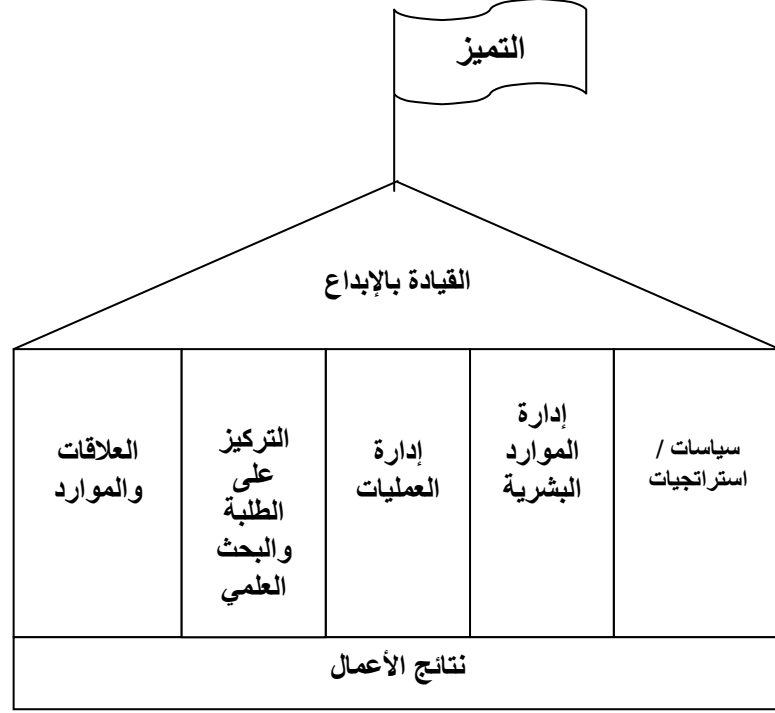 التميز
القيادة بالإبداع
سياسات /
استراتجيات
إدارة
الموارد
البشرية
إدارة
العمليات
التركيز
على
الطلبة
والبحث
العلمي
العلاقات
والموارد
نتائج الأعمال